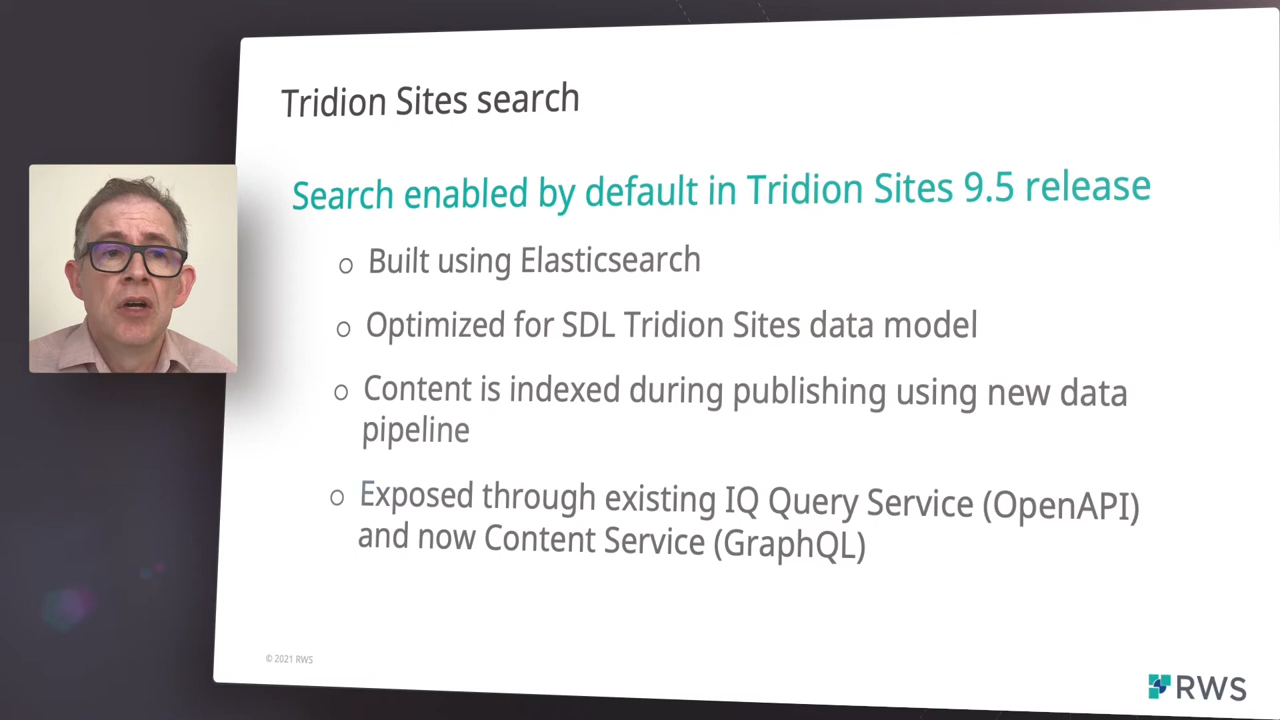 Tridion Sites search
Search enabled by default in Tridion Sites 9.5 release
o Built using Elasticsearch
o Optimized for SDL Tridion Sites data model
o Content is indexed during publishing using new data
pipeline
o Exposed through existing IQ Query Service (OpenAPI)
and now Content Service (GraphQL)
© 2021 RWS
RWS